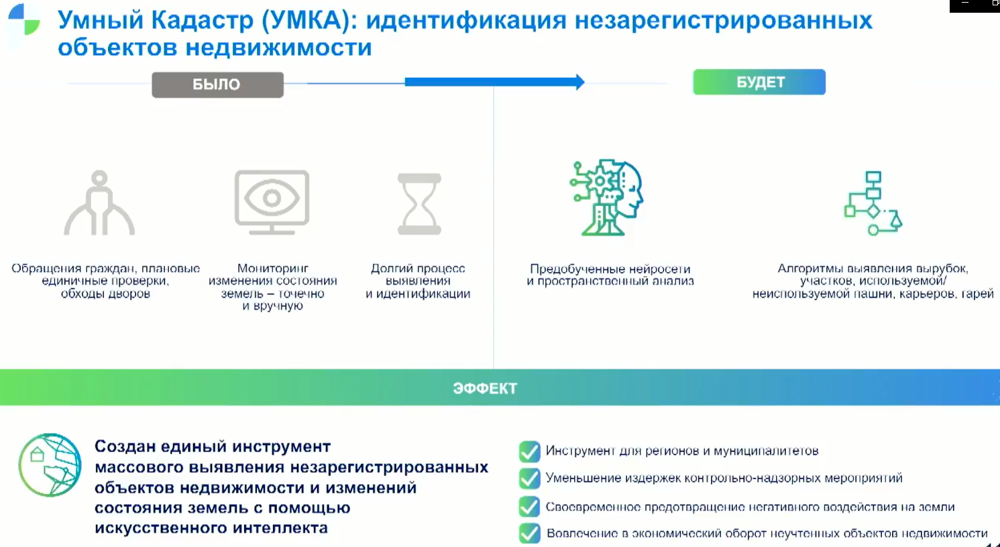 Умный Кадастр (УМКА): идентификация незарегистрированных
объектов недвижимости
БЫЛО
БУДЕТ
Обращения граждан, плановые
единичные проверки,
обходы дворов
Мониторинг
изменения состояния
земель – точечно
и вручную
Долгий процесс
выявления
и идентификации
Предобученные нейросети
и пространственный анализ
Алгоритмы выявления вырубок,
участков, используемой/
неиспользуемой пашни, карьеров, гарей
ЭФФЕКТ
Создан единый инструмент
массового выявления незарегистрированных
объектов недвижимости и изменений
состояния земель с помощью
искусственного интеллекта
Инструмент для регионов и муниципалитетов
Уменьшение издержек контрольно-надзорных мероприятий
Своевременное предотвращение негативного воздействия на земли
Вовлечение в экономический оборот неучтенных объектов недвижимости